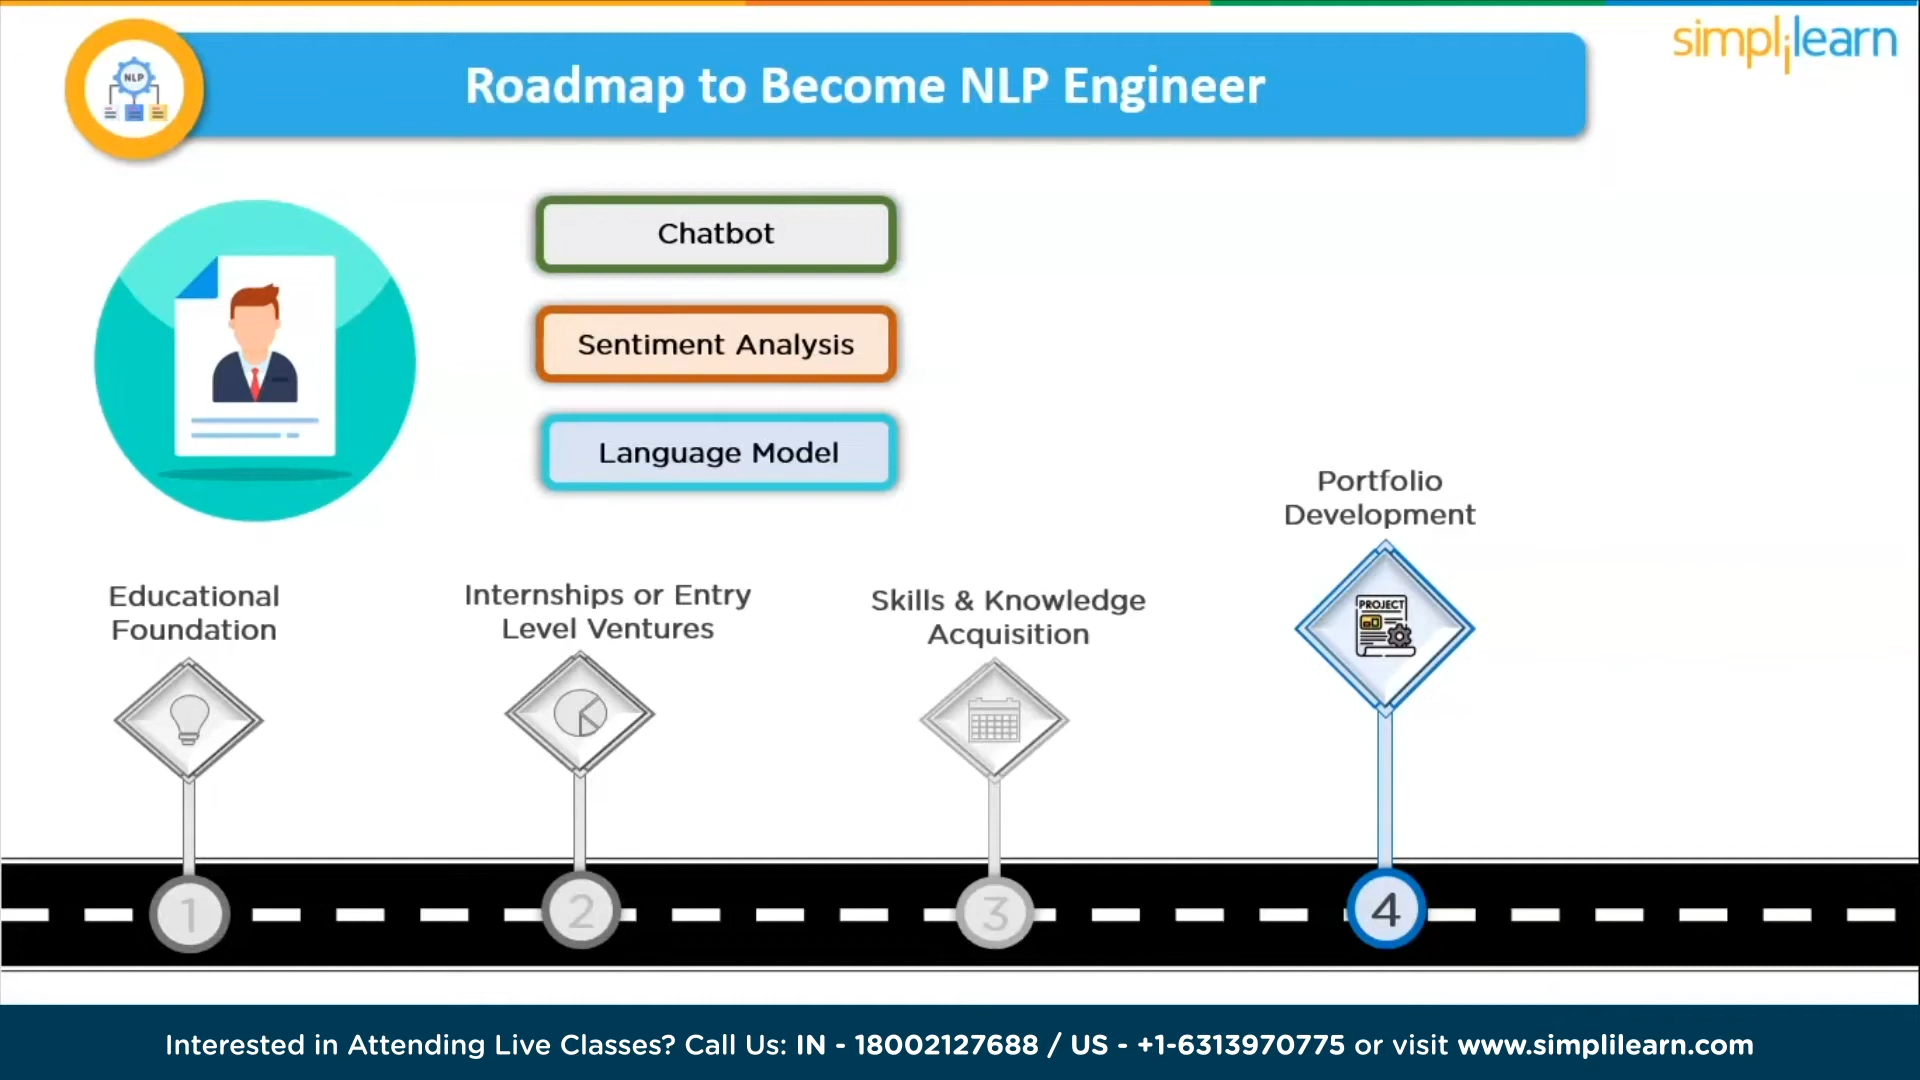 simplilearn
NLP
Roadmap to Become NLP Engineer
Chatbot
Sentiment Analysis
Language Model
Portfolio
Development
Educational
Foundation
Internships or Entry
Level Ventures
Skills & Knowledge
Acquisition
PROJECT
1
2
3
4
Interested in Attending Live Classes? Call Us: IN - 18002127688 / US - +1-6313970775 or visit www.simplilearn.com